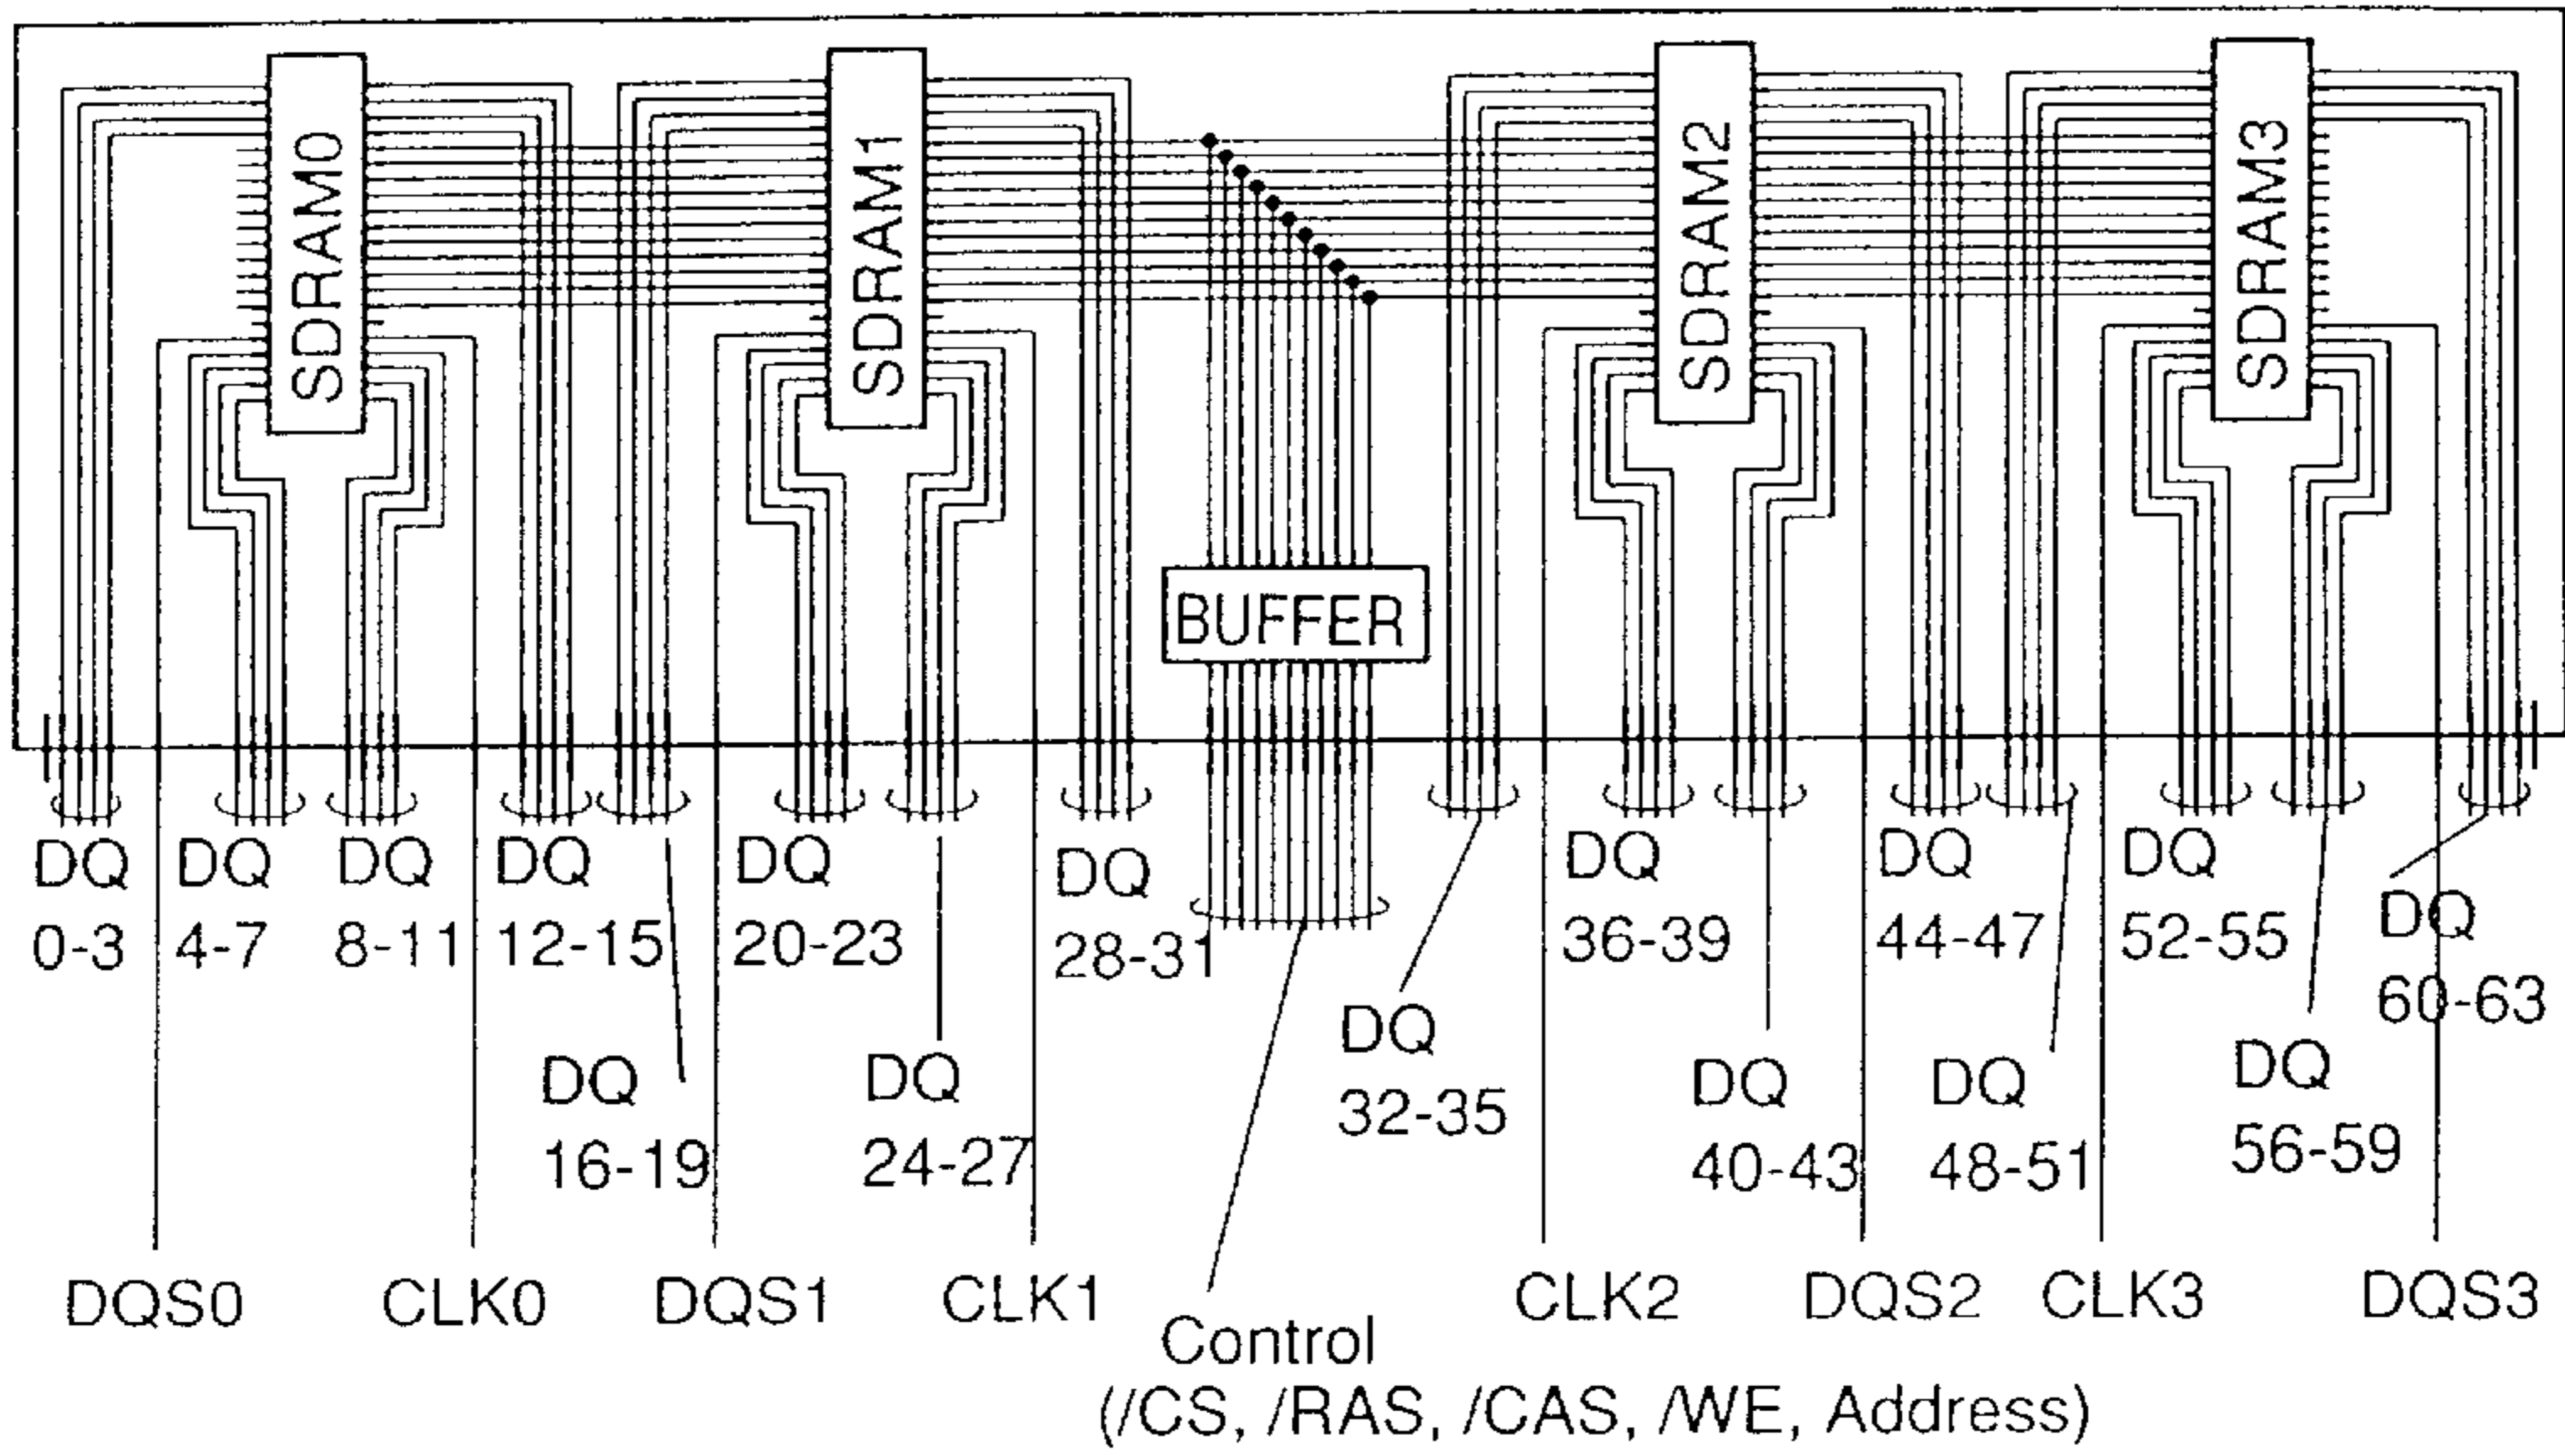 SDRAM0
SDRAM1
SDRAM2
SDRAM3
BUFFER
DQ
0-3
DQ
4-7
DQ
8-11
DQ
12-15
DQ
16-19
DQ
20-23
DQ
24-27
DQ
28-31
DQ
32-35
DQ
36-39
DQ
40-43
DQ
44-47
DQ
48-51
DQ
52-55
DQ
56-59
DQ
60-63
DQS0
CLK0
DQS1
CLK1
CLK2
DQS2
CLK3
DQS3
Control
(/CS, /RAS, /CAS, /WE, Address)